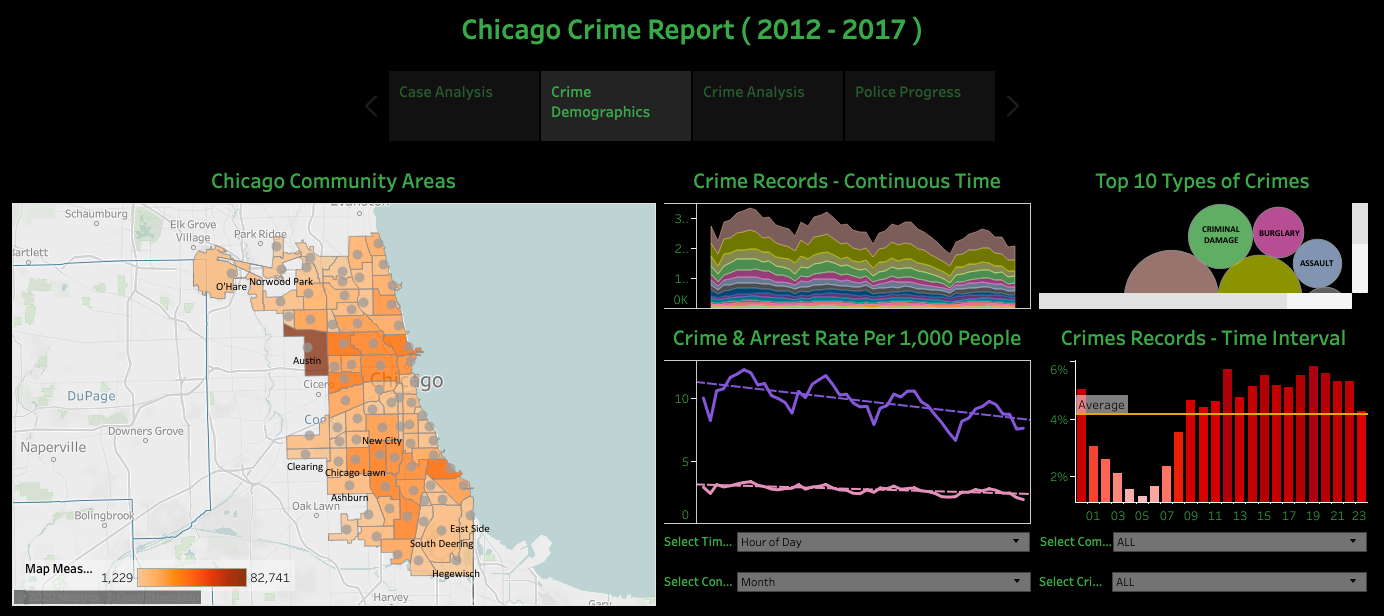 Chicago Crime Report ( 2012 - 2017 )
Case Analysis
Crime
Demographics
Crime Analysis
Police Progress
Chicago Community Areas
Schaumburg
Elk Grove
Village
Park Ridge
Evanston
artlett
O'Hare
Norwood Park
Austin
Cicero
Chicago
DuPage
Coo
Downers Grove
Naperville
New City
Clearing
Chicago Lawn
Ashburn
Oak Lawn
Bolingbrook
East Side
South Deering
Hegewisch
Harvey
Gary
Map Meas...
1,229
82,741
Crime Records - Continuous Time
3..
2..
1..
0K
Crime & Arrest Rate Per 1,000 People
10
5
0
Select Tim...
Hour of Day
Select Con...
Month
Top 10 Types of Crimes
CRIMINAL
DAMAGE
BURGLARY
ASSAULT
Crimes Records - Time Interval
6%
4%
2%
Average
01 03 05 07 09 11 13 15 17 19 21 23
Select Com...
ALL
Select Cri...
ALL